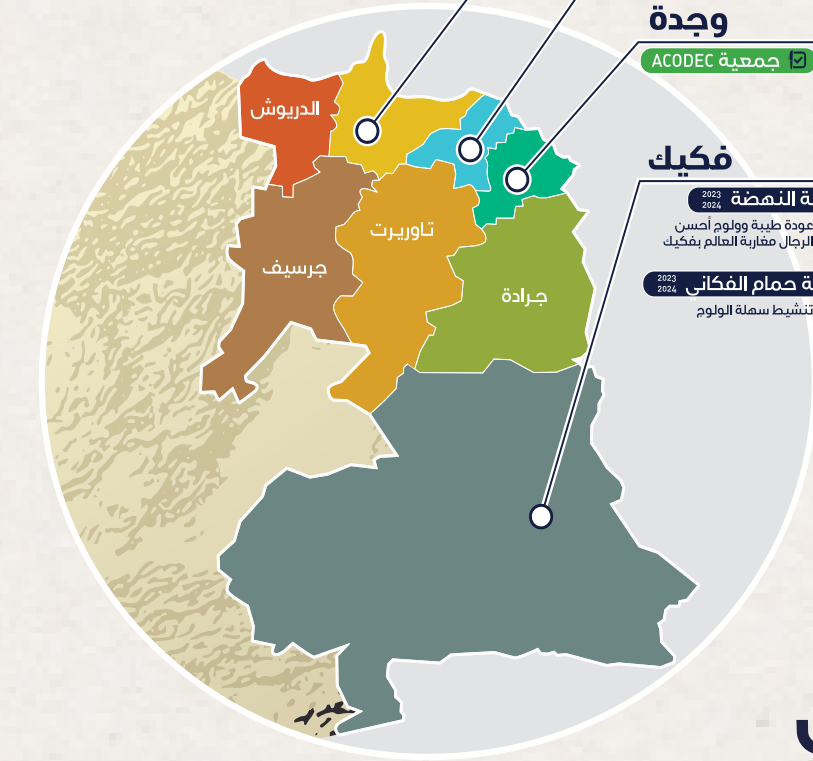 وجدة
جمعية ACODEC
فكيك
النهضة 2023 2024
عودة طيبة وولوج أحسن
الرجال مغاربة العالم بفكيك
حمام الفكاني 2023 2024
تنشيط سهلة الولوج
الدريوش
تاوريرت
جرسيف
جرادة